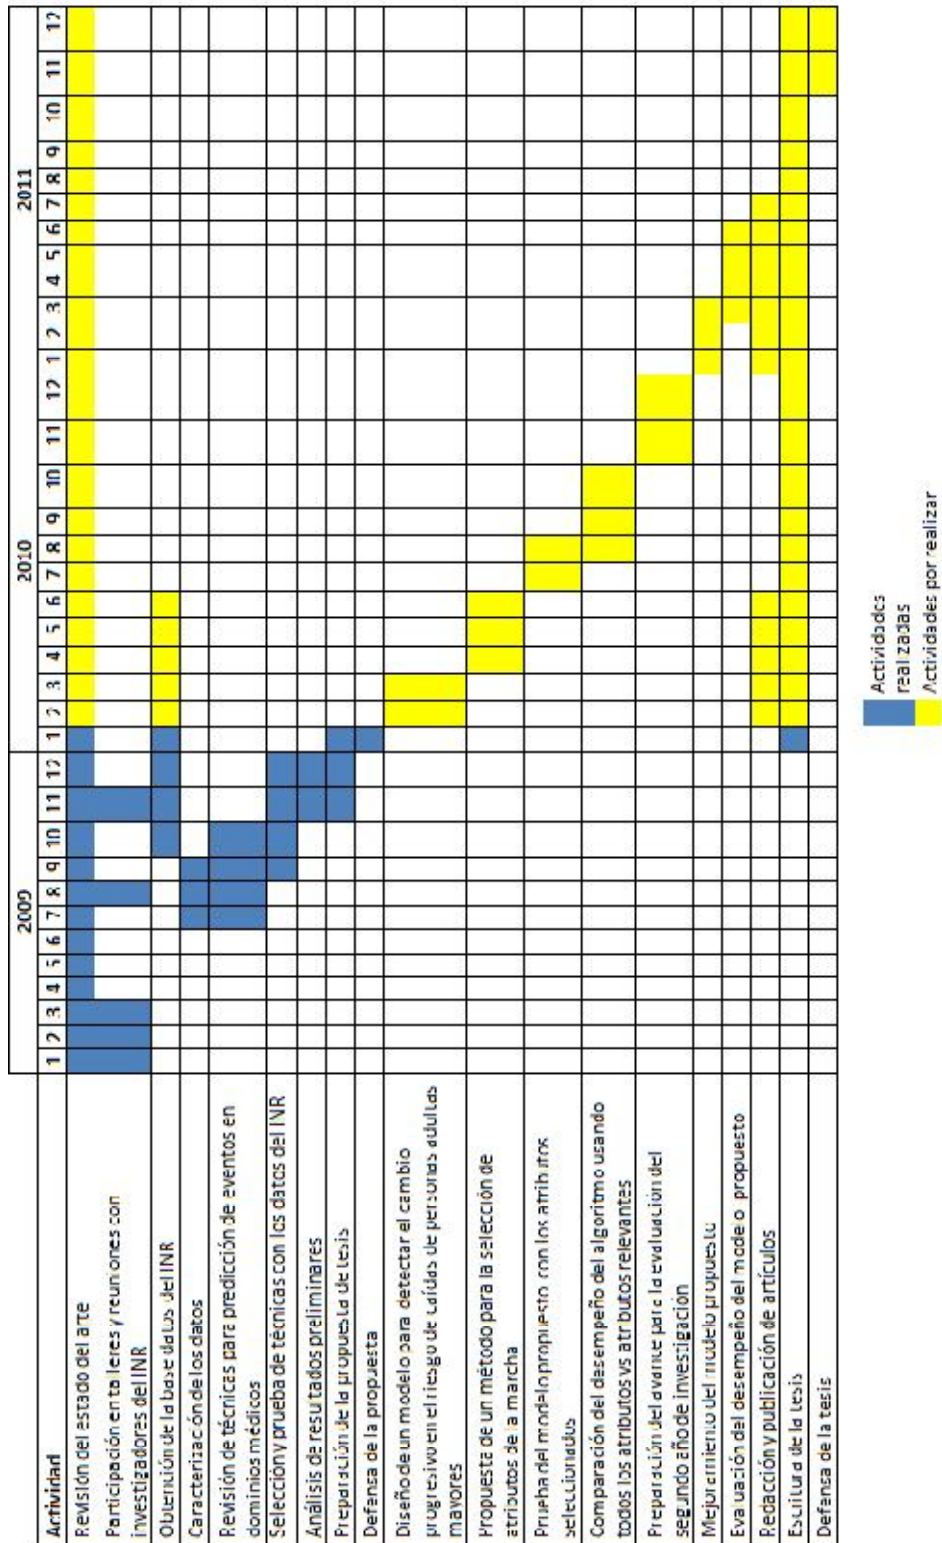 2009 2010 2011
Actividad 1 2 3 4 5 6 7 8 9 10 11 12 1 2 3 4 5 6 7 8 9 10 11 12 1 2 3 4 5 6 7 8 9 10 11 12
Revisión del estado del arte
Participación en talleres y reuniones con
investigadores del INR
Obtención de la base datos del INR
Caracterización de los datos
Revisión de técnicas para predicción de eventos en
dominios médicos
Selección y prueba de técnicas con los datos del INR
Análisis de resultados preliminares
Preparación de la propuesta de tesis
Defensa de la propuesta
Diseño de un modelo para detectar el cambio
progresivo en el riesgo de caídas de personas adultas
mayores
Propuesta de un método para la selección de
atributos de la marcha
Prueba del modelo propuesto con los atributos
seleccionados
Comparación del desempeño del algoritmo usando
todos los atributos vs atributos relevantes
Preparación del avance para la evaluación del
segundo año de investigación
Mejoramiento del modelo propuesto
Evaluación del desempeño del modelo propuesto
Redacción y publicación de artículos
Escritura de la tesis
Defensa de la tesis
Actividades
realizadas
Actividades por realizar